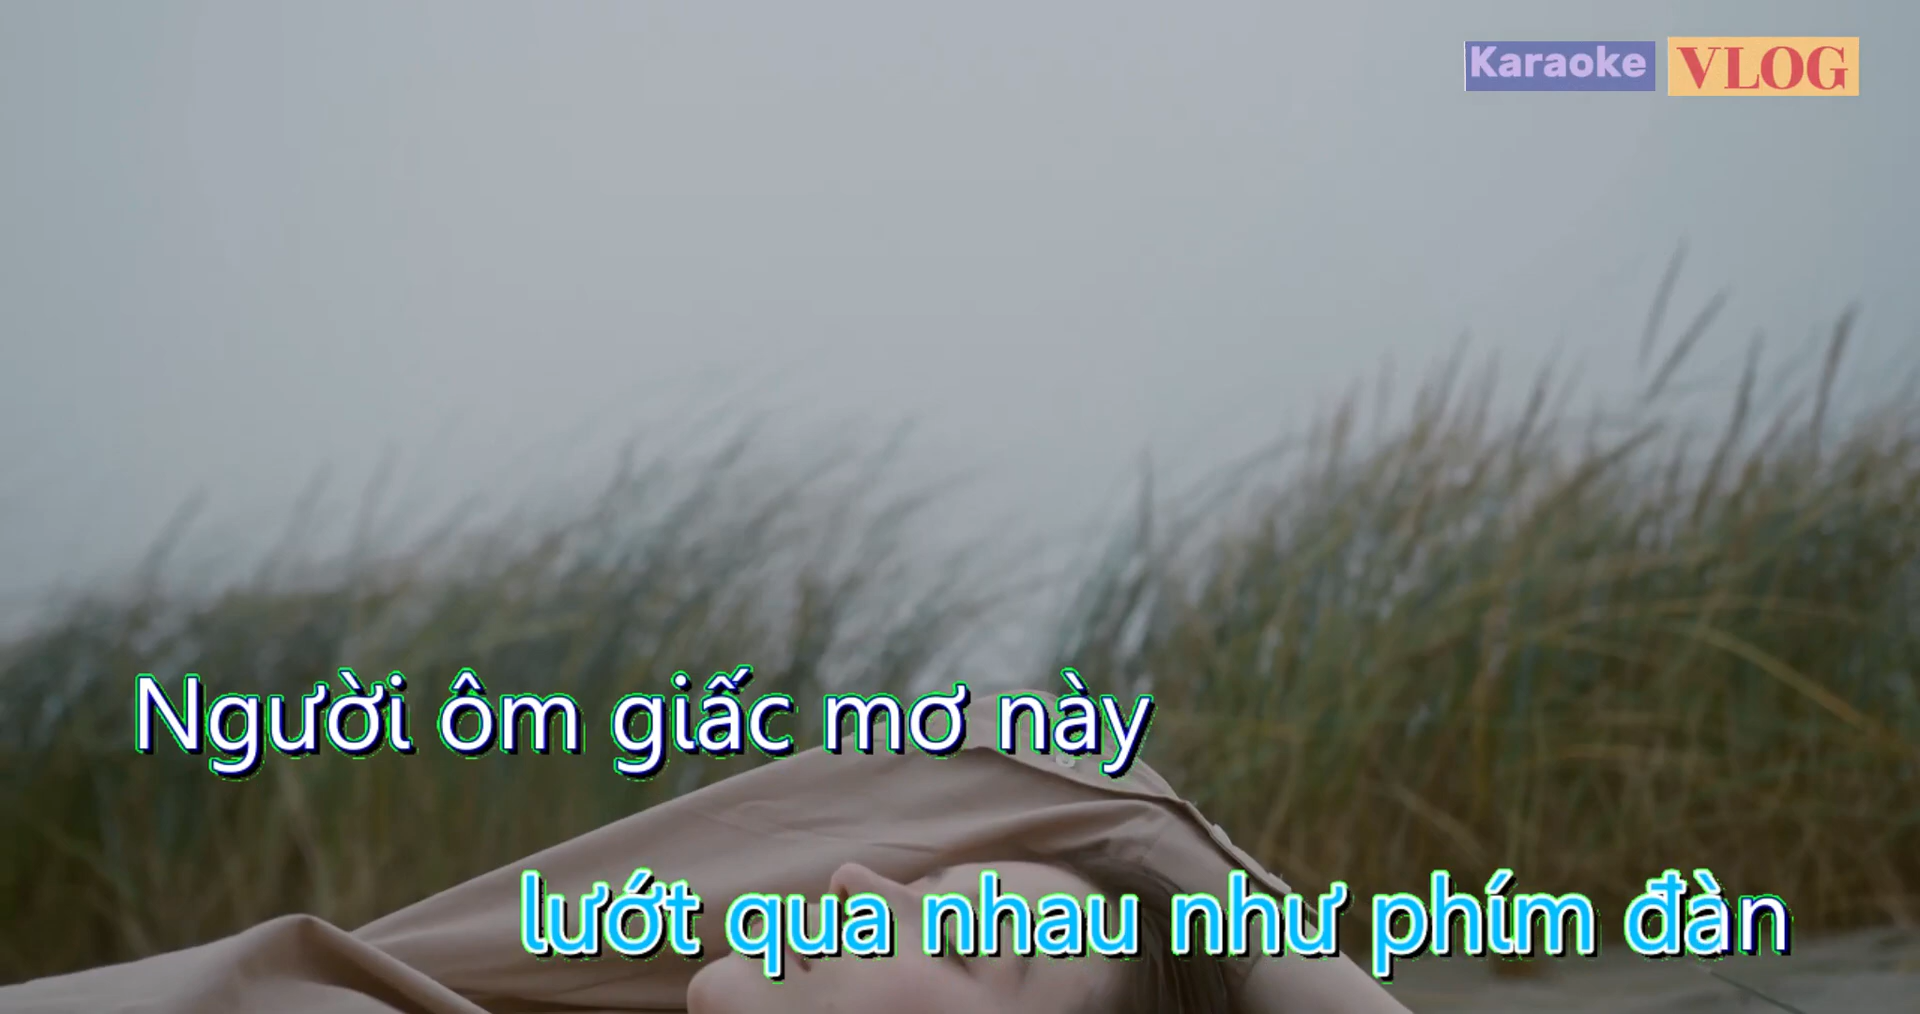 Karaoke VLOG
Người ôm giấc mơ này
lướt qua nhau như phím đàn